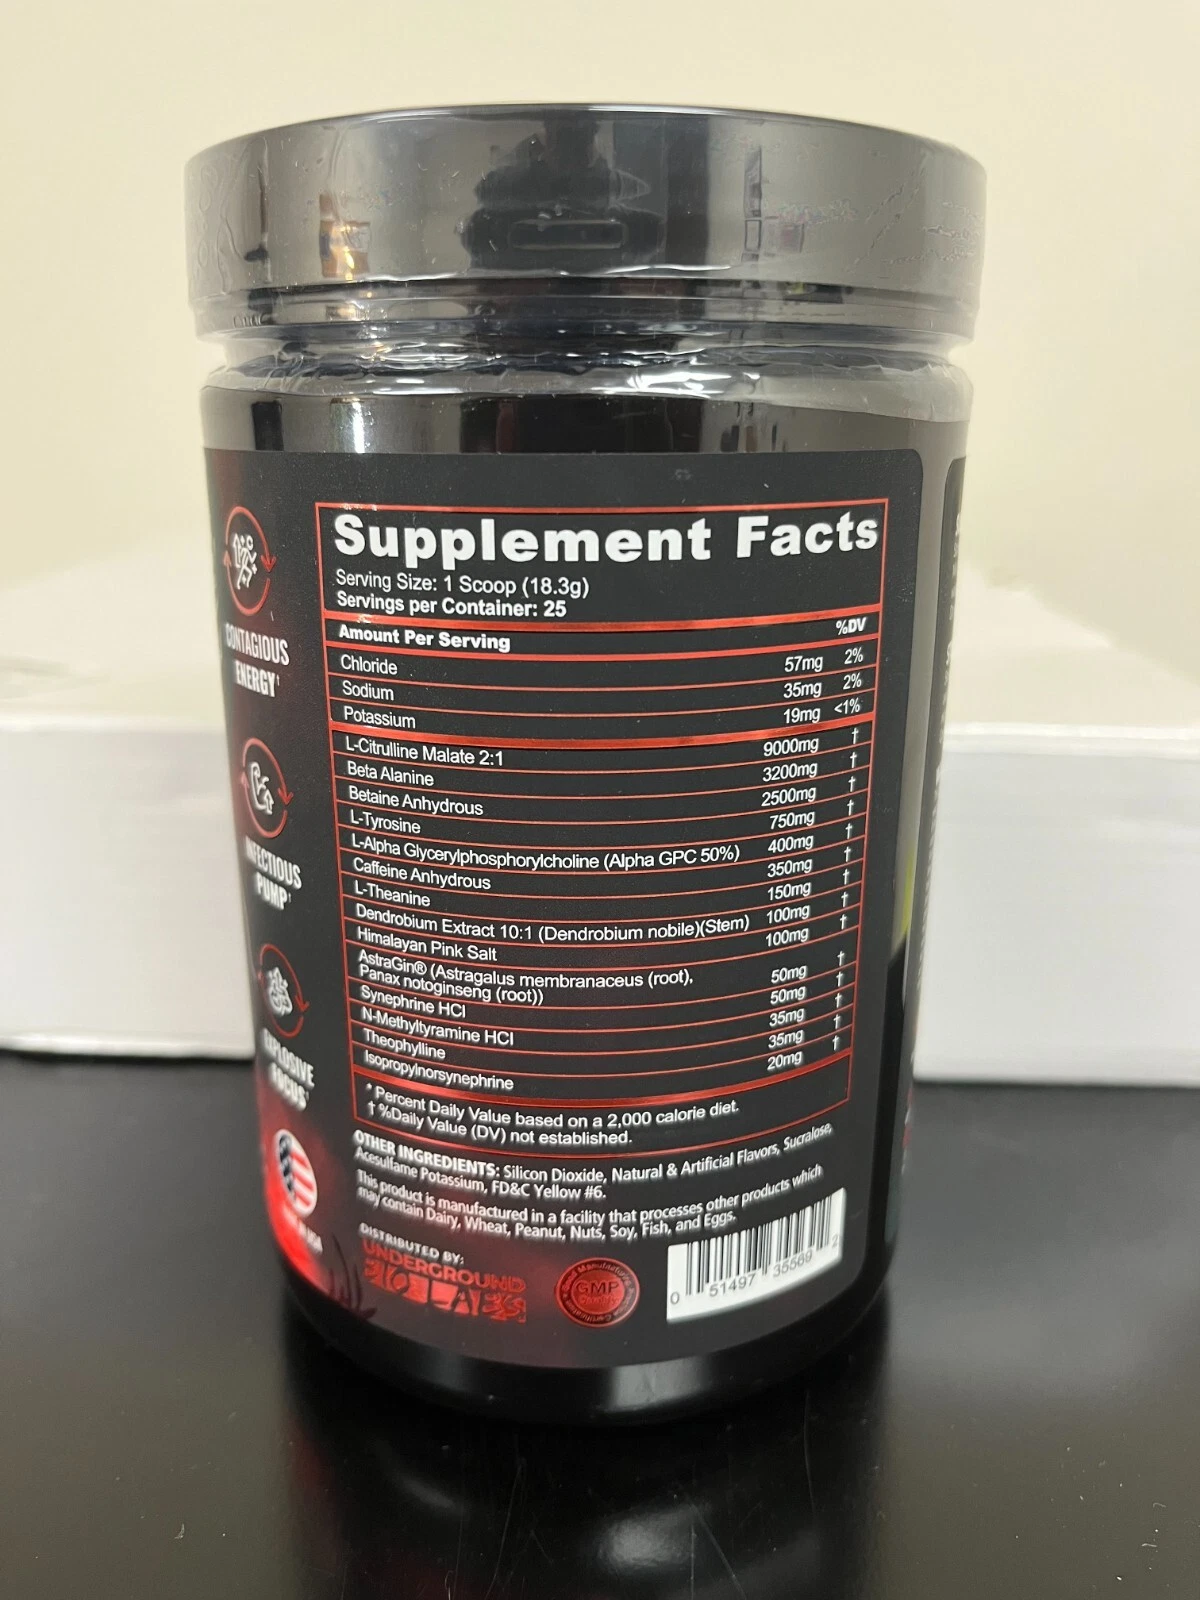 Supplement Facts
Serving Size: 1 Scoop (18.3g)
Servings per Container: 25
Amount Per Serving %DV
Chloride 57mg 2%
Sodium 35mg 2%
Potassium 19mg <1%
L-Citrulline Malate 2:1 9000mg †
Beta Alanine 3200mg †
Betaine Anhydrous 2500mg †
L-Tyrosine 750mg †
L-Alpha Glycerylphosphorylcholine (Alpha GPC 50%) 400mg †
Caffeine Anhydrous 350mg †
L-Theanine 150mg †
Dendrobium Extract 10:1 (Dendrobium nobile)(Stem) 100mg †
Himalayan Pink Salt 100mg
AstraGin® (Astragalus membranaceus (root),
Panax notoginseng (root)) 50mg †
Synephrine HCl 50mg †
N-Methyltyramine HCl 35mg †
Theophylline 35mg †
Isopropylnorsynephrine 20mg †
* Percent Daily Value based on a 2,000 calorie diet.
† %Daily Value (DV) not established.
OTHER INGREDIENTS: Silicon Dioxide, Natural & Artificial Flavors, Sucralose,
Acesulfame Potassium, FD&C Yellow #6.
This product is manufactured in a facility that processes other products which
may contain Dairy, Wheat, Peanut, Nuts, Soy, Fish, and Eggs.
DISTRIBUTED BY:
UNDERGROUND
BIO LABS
GMP
Quality
0 51497 35569 2
CONTAGIOUS
ENERGY†
INFECTIOUS
PUMP†
EXPLOSIVE
FOCUS†
USA